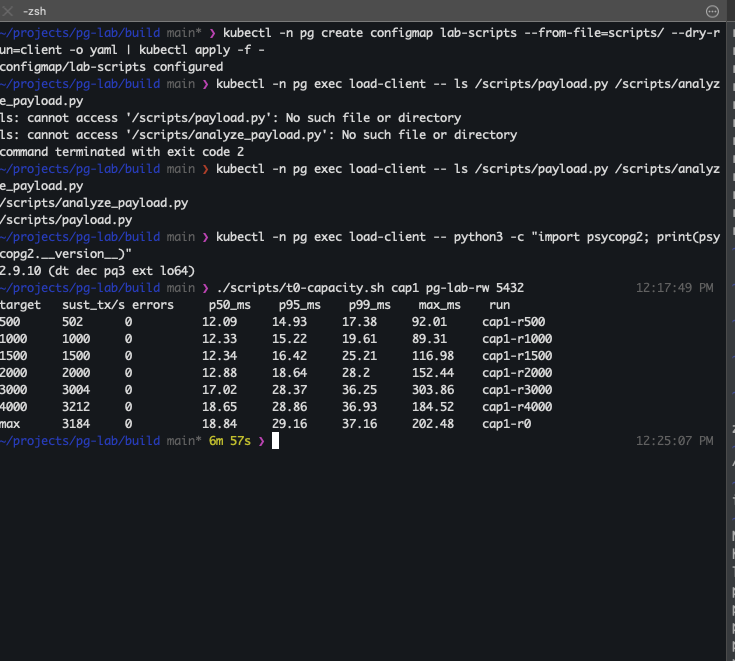 -zsh
~/projects/pg-lab/build main* ❯ kubectl -n pg create configmap lab-scripts --from-file=scripts/ --dry-r
un=client -o yaml | kubectl apply -f -
configmap/lab-scripts configured
~/projects/pg-lab/build main ❯ kubectl -n pg exec load-client -- ls /scripts/payload.py /scripts/analyz
e_payload.py
ls: cannot access '/scripts/payload.py': No such file or directory
ls: cannot access '/scripts/analyze_payload.py': No such file or directory
command terminated with exit code 2
~/projects/pg-lab/build main ❯ kubectl -n pg exec load-client -- ls /scripts/payload.py /scripts/analyz
e_payload.py
/scripts/analyze_payload.py
/scripts/payload.py
~/projects/pg-lab/build main ❯ kubectl -n pg exec load-client -- python3 -c "import psycopg2; print(psy
copg2.__version__)"
2.9.10 (dt dec pq3 ext lo64)
~/projects/pg-lab/build main ❯ ./scripts/t0-capacity.sh cap1 pg-lab-rw 5432 12:17:49 PM
target sust_tx/s errors p50_ms p95_ms p99_ms max_ms run
500 502 0 12.09 14.93 17.38 92.01 cap1-r500
1000 1000 0 12.33 15.22 19.61 89.31 cap1-r1000
1500 1500 0 12.34 16.42 25.21 116.98 cap1-r1500
2000 2000 0 12.88 18.64 28.2 152.44 cap1-r2000
3000 3004 0 17.02 28.37 36.25 303.86 cap1-r3000
4000 3212 0 18.65 28.86 36.93 184.52 cap1-r4000
max 3184 0 18.84 29.16 37.16 202.48 cap1-r0
~/projects/pg-lab/build main* 6m 57s ❯ 12:25:07 PM